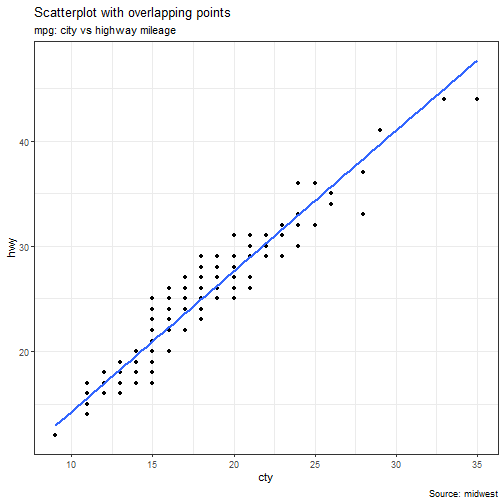 Scatterplot with overlapping points
mpg: city vs highway mileage
hwy
40
30
20
10 15 20 25 30 35
cty
Source: midwest